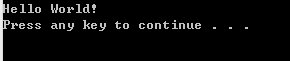 Hello World!
Press any key to continue . . .